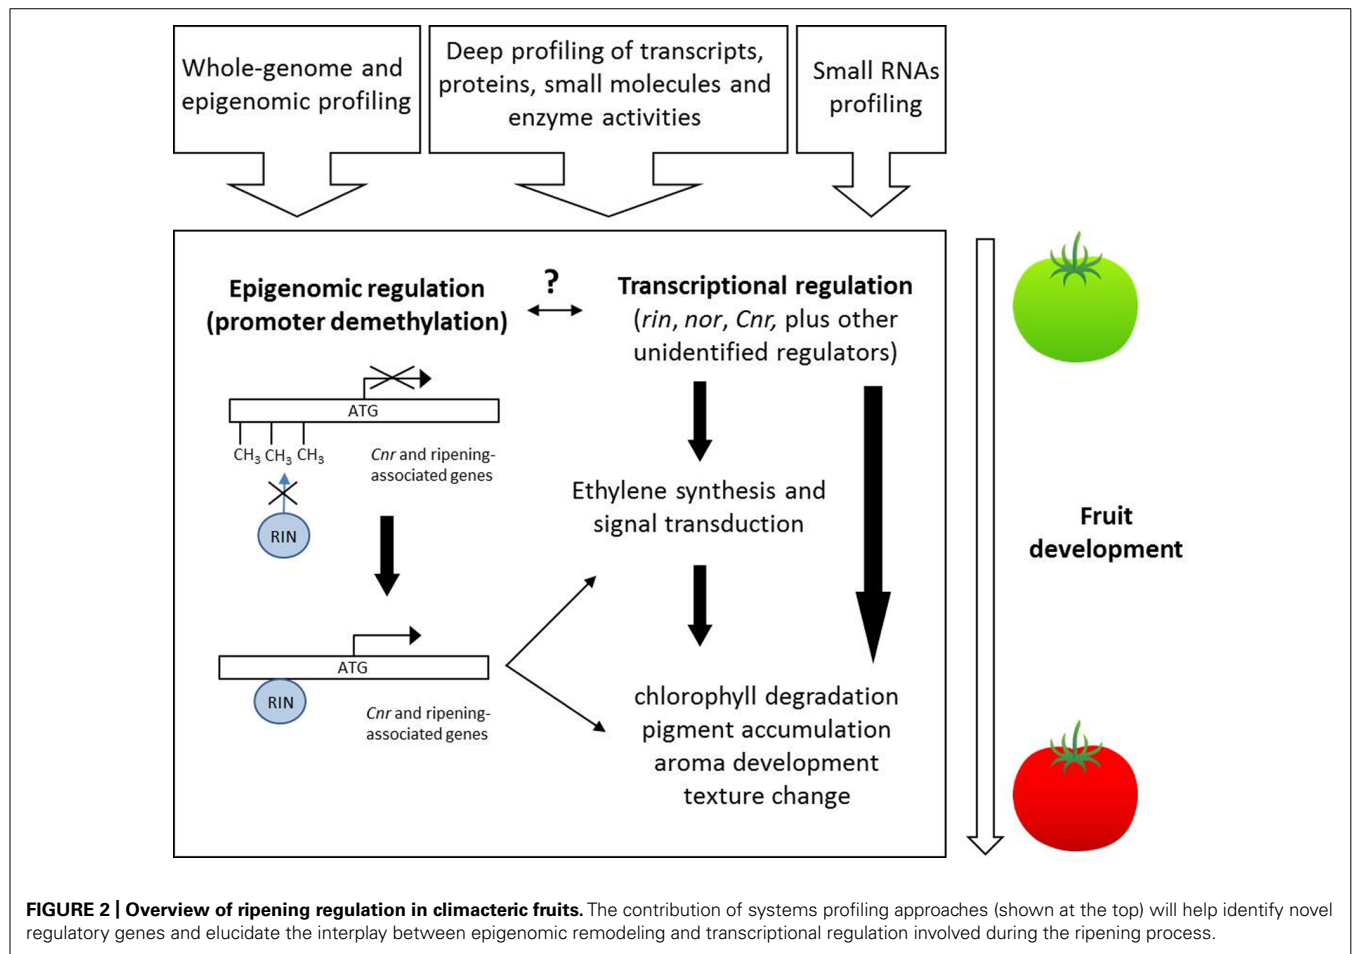 Whole-genome and
epigenomic profiling
Deep profiling of transcripts,
proteins, small molecules and
enzyme activities
Small RNAs
profiling
Epigenomic regulation
(promoter demethylation)
?
Transcriptional regulation
(rin, nor, Cnr, plus other
unidentified regulators)
ATG
CH3 CH3 CH3
Cnr and ripening-
associated genes
RIN
Ethylene synthesis and
signal transduction
Fruit
development
ATG
RIN
Cnr and ripening-
associated genes
chlorophyll degradation
pigment accumulation
aroma development
texture change
FIGURE 2 | Overview of ripening regulation in climacteric fruits. The contribution of systems profiling approaches (shown at the top) will help identify novel
regulatory genes and elucidate the interplay between epigenomic remodeling and transcriptional regulation involved during the ripening process.